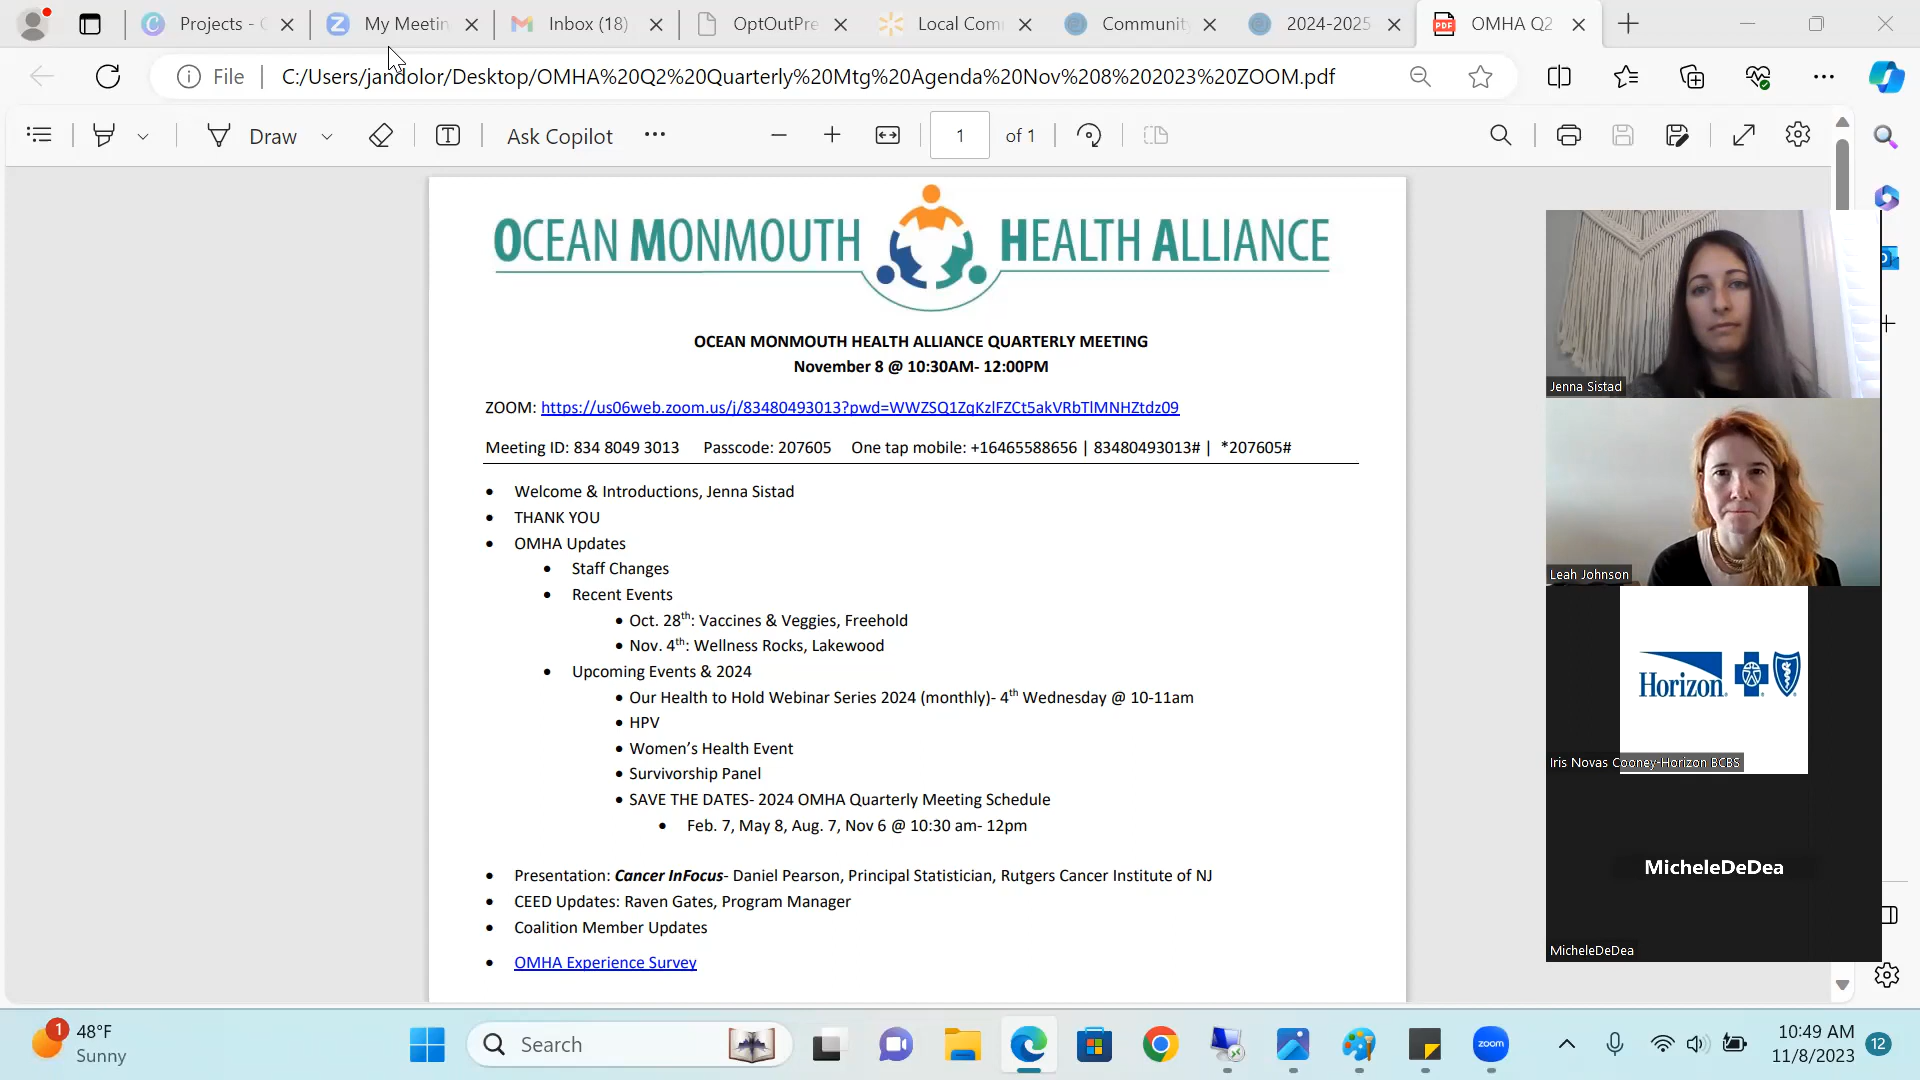 Projects - C
My Meetin
Inbox (18)
OptOutPre
Local Com
Community
2024-2025
OMHA Q2
File
C:/Users/jandolor/Desktop/OMHA%20Q2%20Quarterly%20Mtg%20Agenda%20Nov%208%202023%20ZOOM.pdf
Draw
Ask Copilot
1
of 1
OCEAN MONMOUTH HEALTH ALLIANCE
OCEAN MONMOUTH HEALTH ALLIANCE QUARTERLY MEETING
November 8 @ 10:30AM- 12:00PM
ZOOM: https://us06web.zoom.us/j/83480493013?pwd=WWZSQ1ZqKzlFZCt5akVRbTlMNHZtdz09
Meeting ID: 834 8049 3013 Passcode: 207605 One tap mobile: +16465588656 | 83480493013# | *207605#
• Welcome & Introductions, Jenna Sistad
• THANK YOU
• OMHA Updates
• Staff Changes
• Recent Events
• Oct. 28th: Vaccines & Veggies, Freehold
• Nov. 4th: Wellness Rocks, Lakewood
• Upcoming Events & 2024
• Our Health to Hold Webinar Series 2024 (monthly)- 4th Wednesday @ 10-11am
• HPV
• Women's Health Event
• Survivorship Panel
• SAVE THE DATES- 2024 OMHA Quarterly Meeting Schedule
• Feb. 7, May 8, Aug. 7, Nov 6 @ 10:30 am- 12pm
• Presentation: Cancer InFocus- Daniel Pearson, Principal Statistician, Rutgers Cancer Institute of NJ
• CEED Updates: Raven Gates, Program Manager
• Coalition Member Updates
• OMHA Experience Survey
Jenna Sistad
Leah Johnson
Horizon
Iris Novas Cooney-Horizon BCBS
MicheleDeDea
MicheleDeDea
1
48°F
Sunny
Search
zoom
10:49 AM
11/8/2023
12